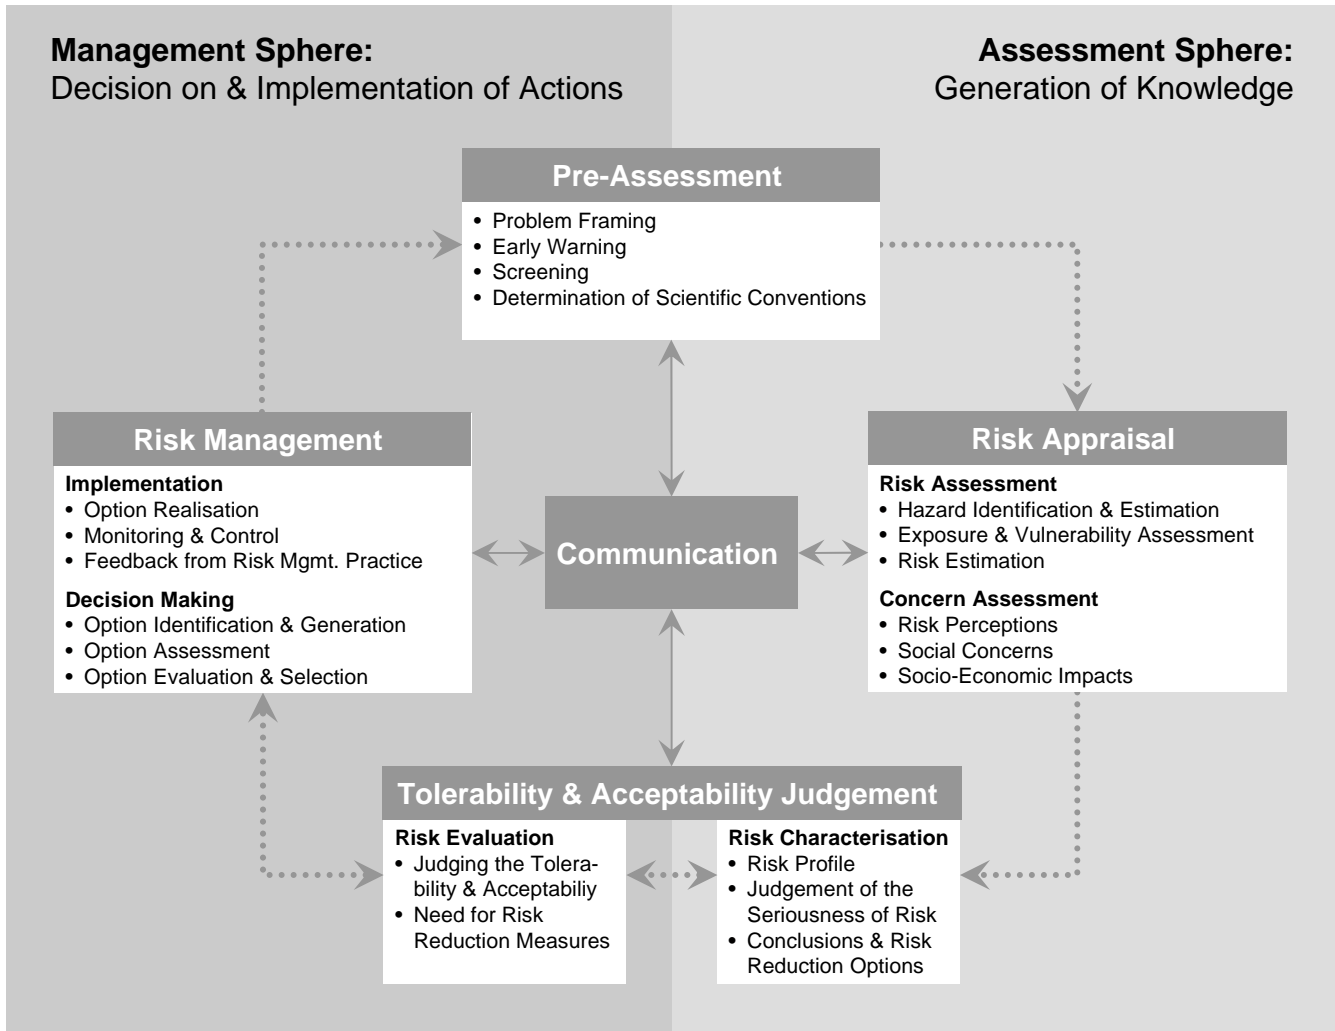 Management Sphere:
Decision on & Implementation of Actions
Assessment Sphere:
Generation of Knowledge
Pre-Assessment
• Problem Framing
• Early Warning
• Screening
• Determination of Scientific Conventions
Risk Management
Implementation
• Option Realisation
• Monitoring & Control
• Feedback from Risk Mgmt. Practice
Decision Making
• Option Identification & Generation
• Option Assessment
• Option Evaluation & Selection
Communication
Risk Appraisal
Risk Assessment
• Hazard Identification & Estimation
• Exposure & Vulnerability Assessment
• Risk Estimation
Concern Assessment
• Risk Perceptions
• Social Concerns
• Socio-Economic Impacts
Tolerability & Acceptability Judgement
Risk Evaluation
• Judging the Tolera-
bility & Acceptabiliy
• Need for Risk
Reduction Measures
Risk Characterisation
• Risk Profile
• Judgement of the
Seriousness of Risk
• Conclusions & Risk
Reduction Options